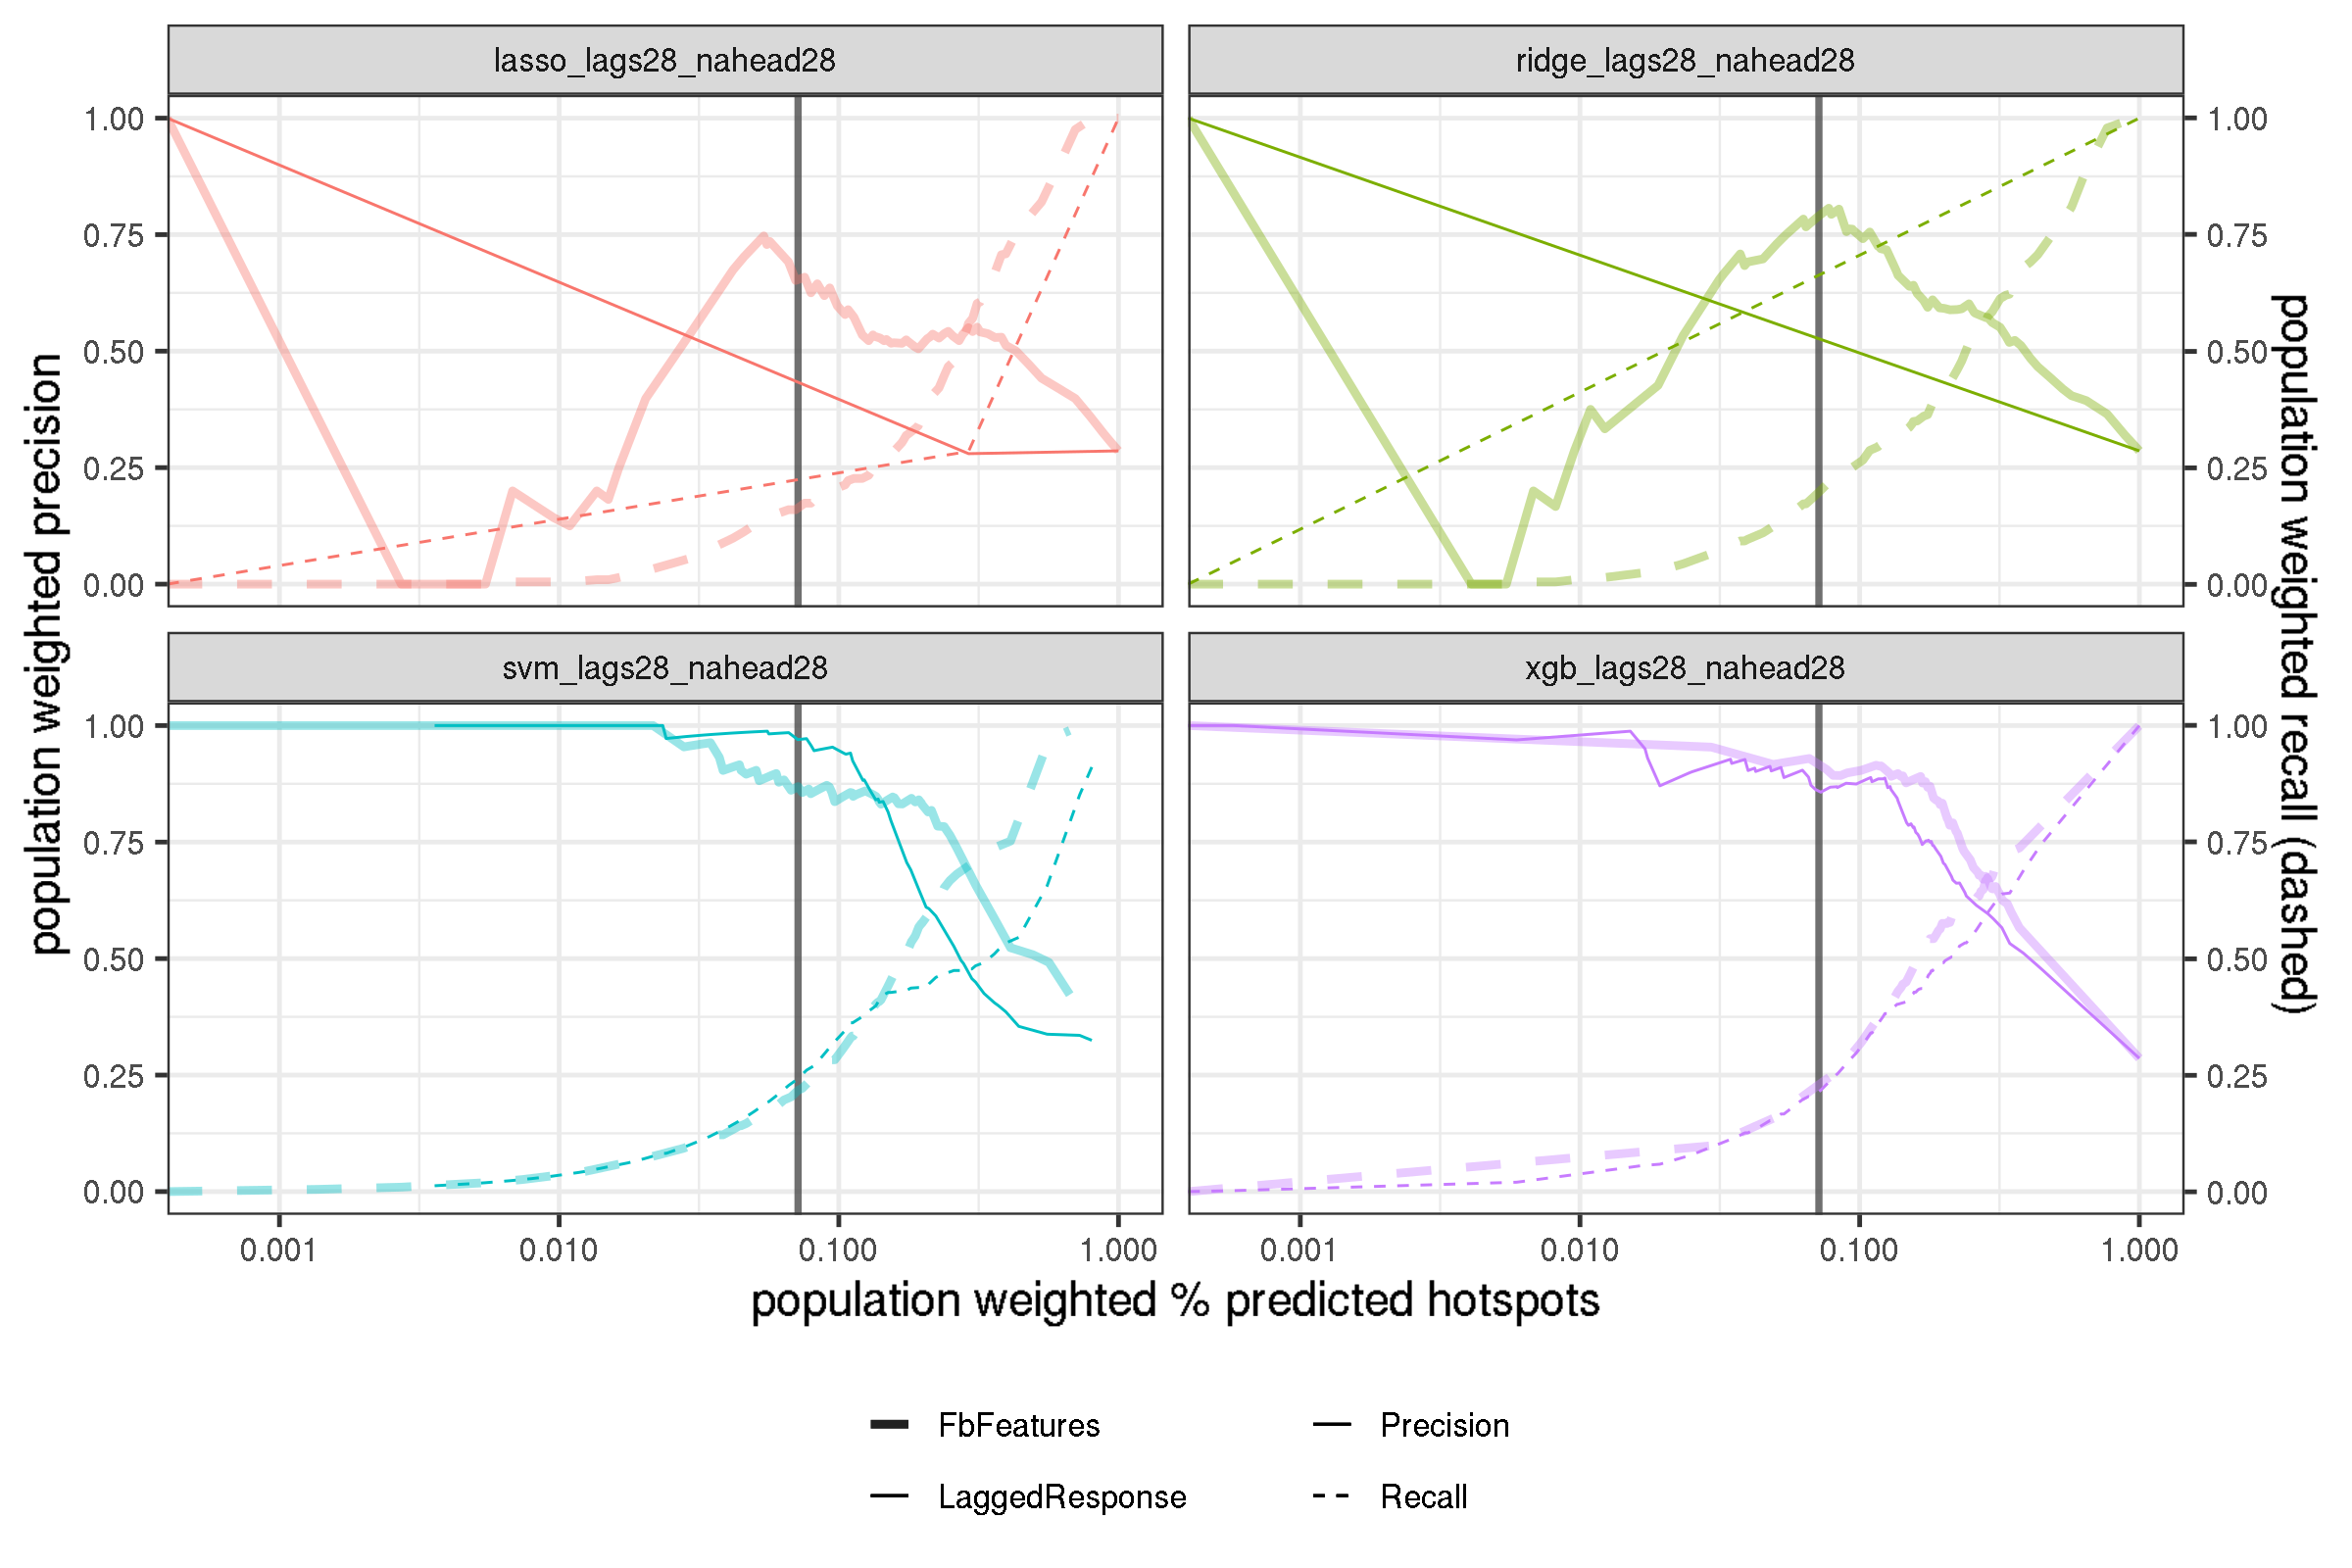 lasso_lags28_nahead28
ridge_lags28_nahead28
1.00
0.75
0.50
0.25
0.00
1.00
0.75
0.50
0.25
0.00
svm_lags28_nahead28
xgb_lags28_nahead28
1.00
0.75
0.50
0.25
0.00
1.00
0.75
0.50
0.25
0.00
0.001 0.010 0.100 1.000
0.001 0.010 0.100 1.000
population weighted precision
population weighted recall (dashed)
population weighted % predicted hotspots
FbFeatures
Precision
LaggedResponse
Recall